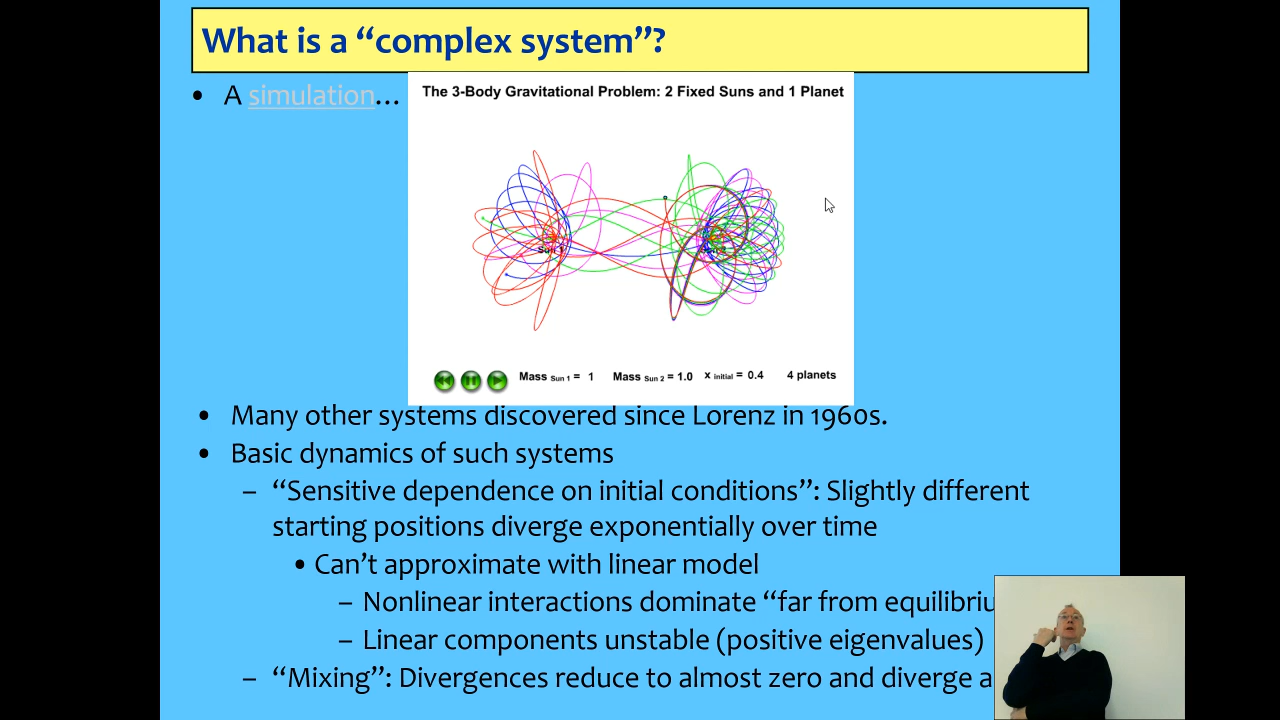 What is a “complex system”?
• A simulation…
The 3-Body Gravitational Problem: 2 Fixed Suns and 1 Planet
Sun 1
Mass Sun 1 = 1 Mass Sun 2 = 1.0 x initial = 0.4 4 planets
• Many other systems discovered since Lorenz in 1960s.
• Basic dynamics of such systems
– “Sensitive dependence on initial conditions”: Slightly different
starting positions diverge exponentially over time
• Can’t approximate with linear model
– Nonlinear interactions dominate “far from
– Linear components unstable (positive eigenvalues)
– “Mixing”: Divergences reduce to almost zero and diverge